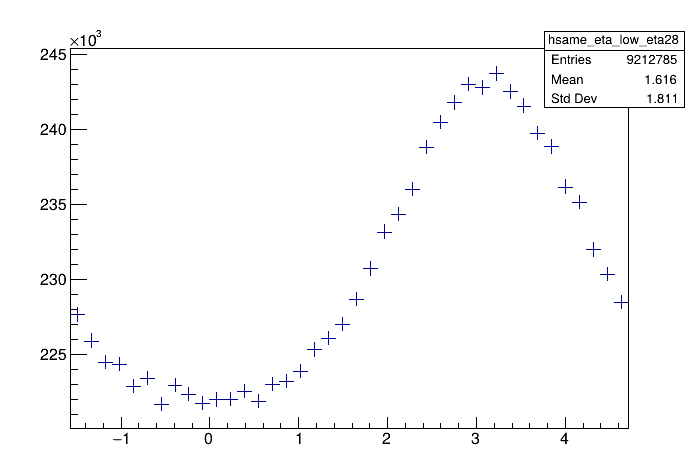 ×10³
hsame_eta_low_eta28
Entries 9212785
Mean 1.616
Std Dev 1.811
245
240
235
230
225
−1 0 1 2 3 4